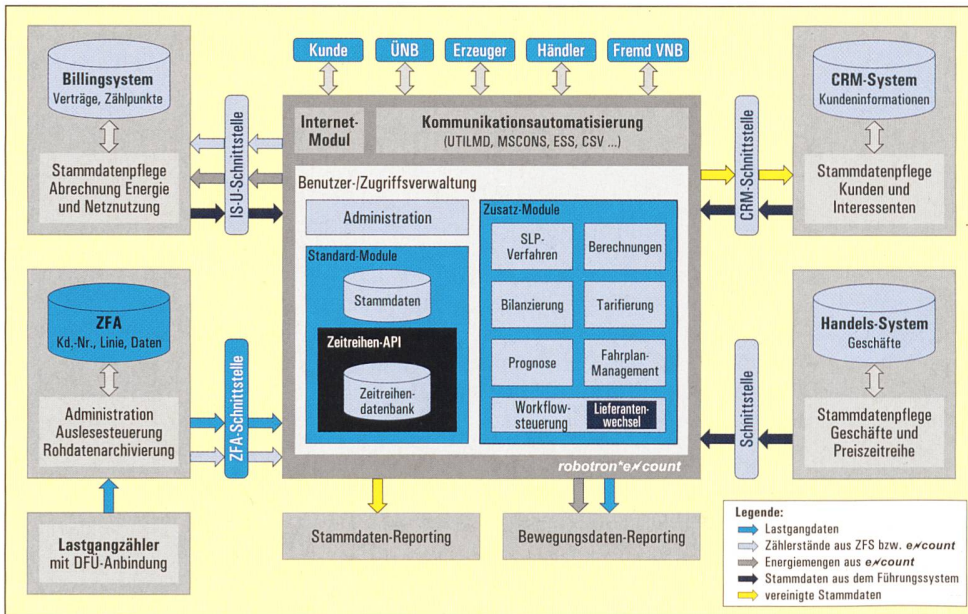 Kunde
ÜNB
Erzeuger
Händler
Fremd VNB
Billingsystem
Verträge, Zählpunkte
Stammdatenpflege
Abrechnung Energie
und Netznutzung
IS-U-Schnittstelle
Internet-
Modul
Kommunikationsautomatisierung
(UTILMD, MSCONS, ESS, CSV ...)
Benutzer-/Zugriffsverwaltung
Administration
Standard-Module
Stammdaten
Zeitreihen-API
Zeitreihen-
datenbank
Zusatz-Module
SLP-
Verfahren
Berechnungen
Bilanzierung
Tarifierung
Prognose
Fahrplan-
Management
Workflow-
steuerung
Lieferanten-
wechsel
robotron*e count
CRM-Schnittstelle
CRM-System
Kundeninformationen
Stammdatenpflege
Kunden und
Interessenten
ZFA
Kd.-Nr., Linie, Daten
Administration
Auslesesteuerung
Rohdatenarchivierung
ZFA-Schnittstelle
Lastgangzähler
mit DFÜ-Anbindung
Schnittstelle
Handels-System
Geschäfte
Stammdatenpflege
Geschäfte und
Preiszeitreihe
Stammdaten-Reporting
Bewegungsdaten-Reporting
Legende:
Lastgangdaten
Zählerstände aus ZFS bzw. e count
Energiemengen aus e count
Stammdaten aus dem Führungssystem
vereinigte Stammdaten